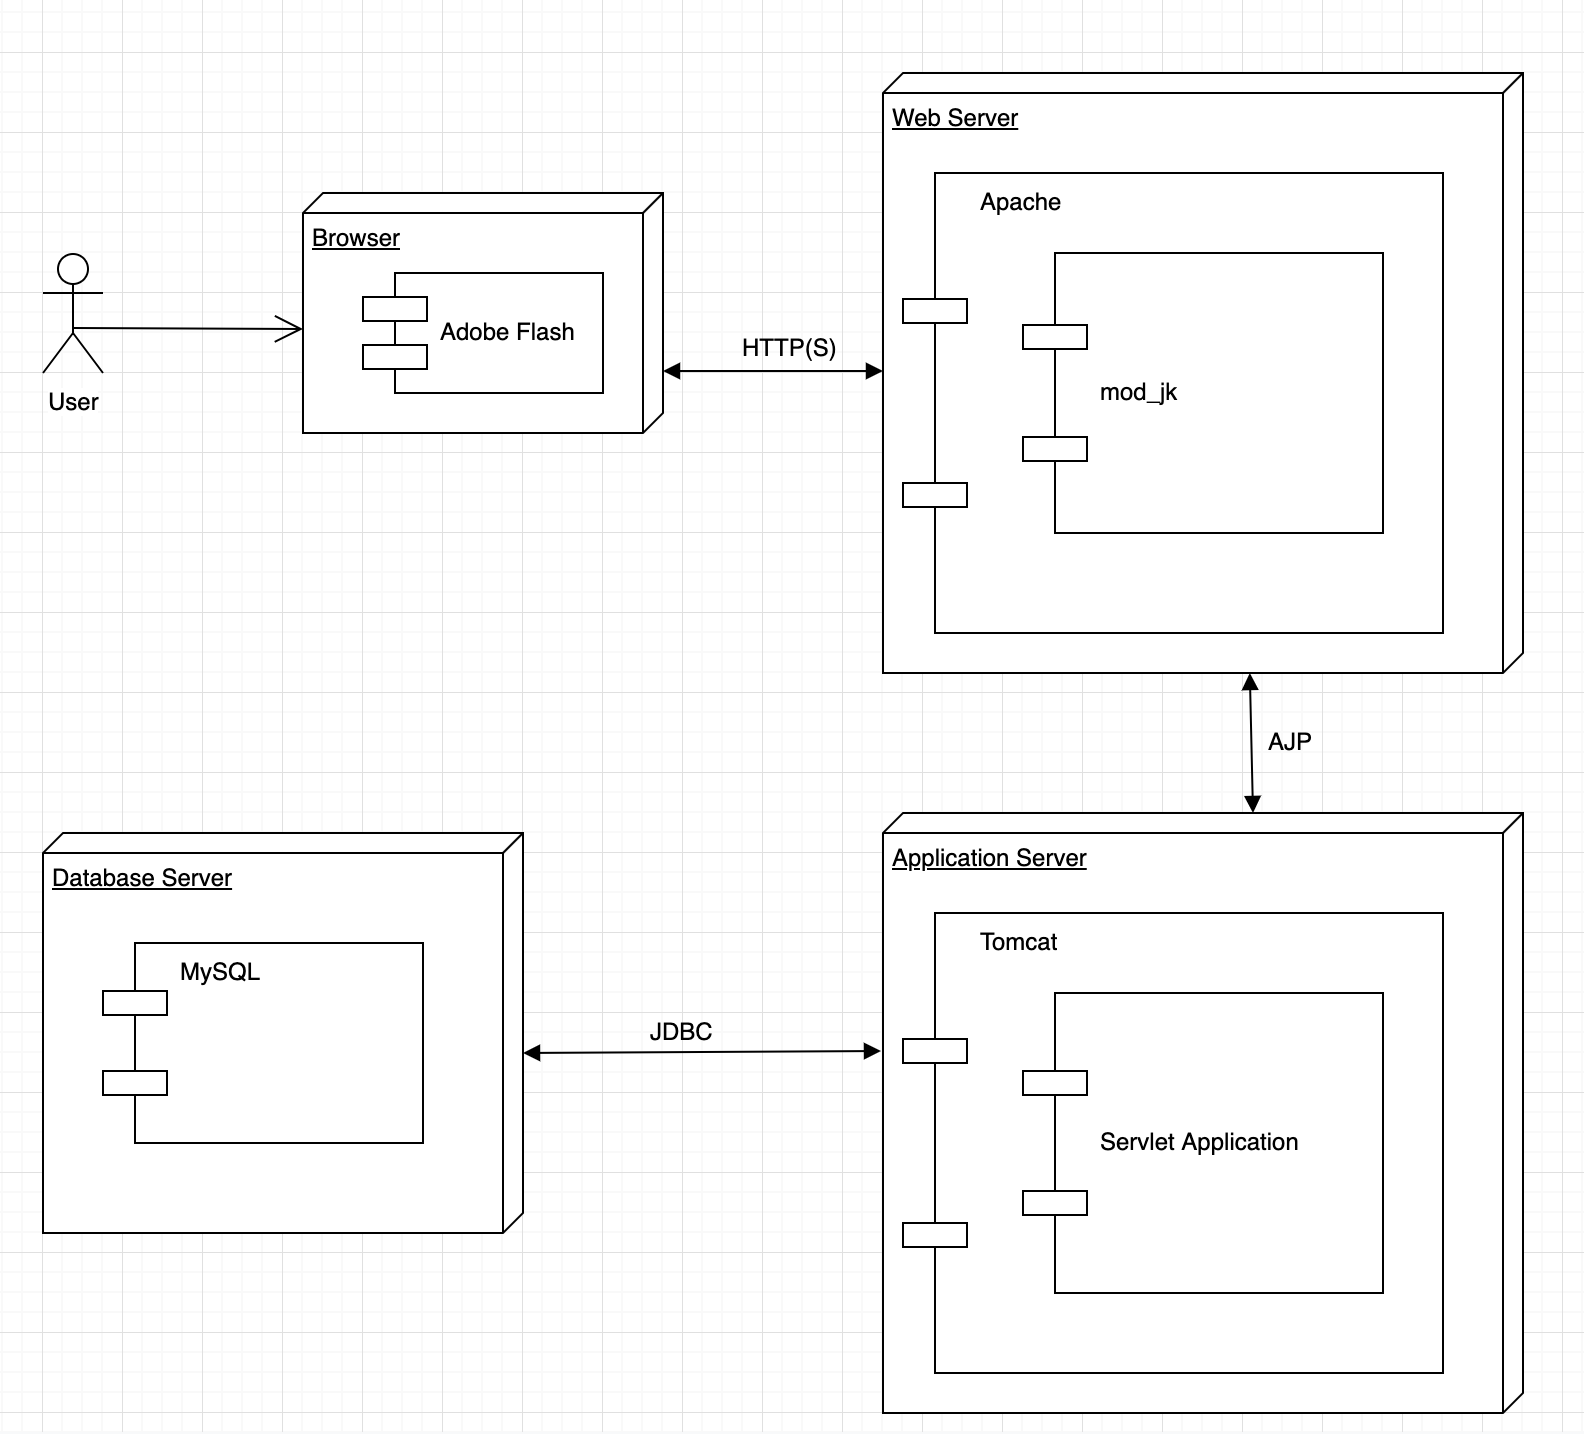 Web Server
Apache
Browser
Adobe Flash
HTTP(S)
mod_jk
User
AJP
Database Server
Application Server
MySQL
Tomcat
JDBC
Servlet Application